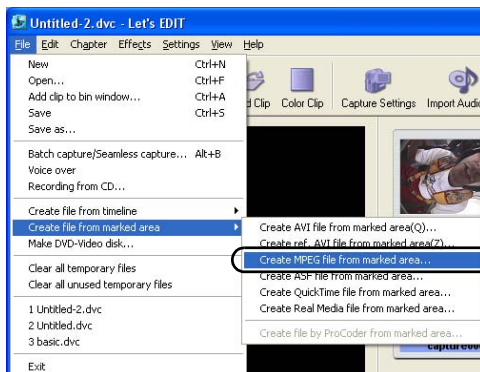 Untitled-2.dvc - Let's EDIT
File Edit Chapter Effects Settings View Help
New Ctrl+N
Open... Ctrl+F
Add clip to bin window... Ctrl+A
Save Ctrl+S
Save as...
Batch capture/Seamless capture... Alt+B
Voice over
Recording from CD...
Create file from timeline
Create file from marked area
Make DVD-Video disk...
Clear all temporary files
Clear all unused temporary files
1 Untitled-2.dvc
2 Untitled.dvc
3 basic.dvc
Exit
Clip Color Clip Capture Settings Import Audio
Create AVI file from marked area(Q)...
Create ref. AVI file from marked area(Z)...
Create MPEG file from marked area...
Create ASF file from marked area...
Create QuickTime file from marked area...
Create Real Media file from marked area...
Create file by ProCoder from marked area...